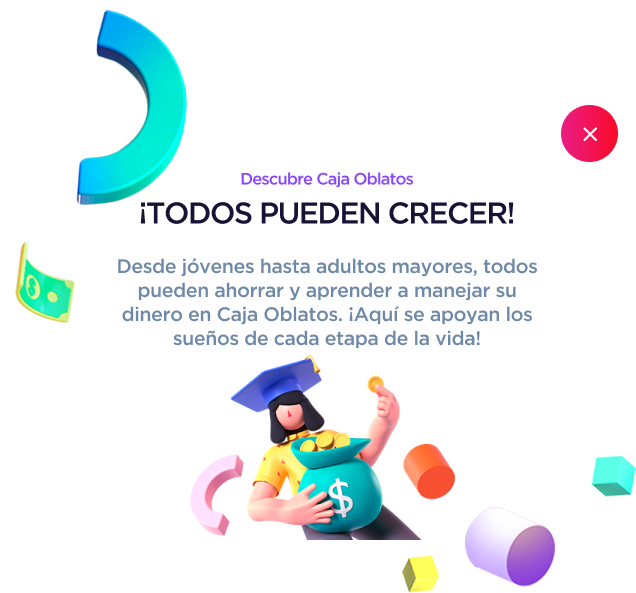 Descubre Caja Oblatos
¡TODOS PUEDEN CRECER!
Desde jóvenes hasta adultos mayores, todos
pueden ahorrar y aprender a manejar su
dinero en Caja Oblatos. ¡Aquí se apoyan los
sueños de cada etapa de la vida!
$